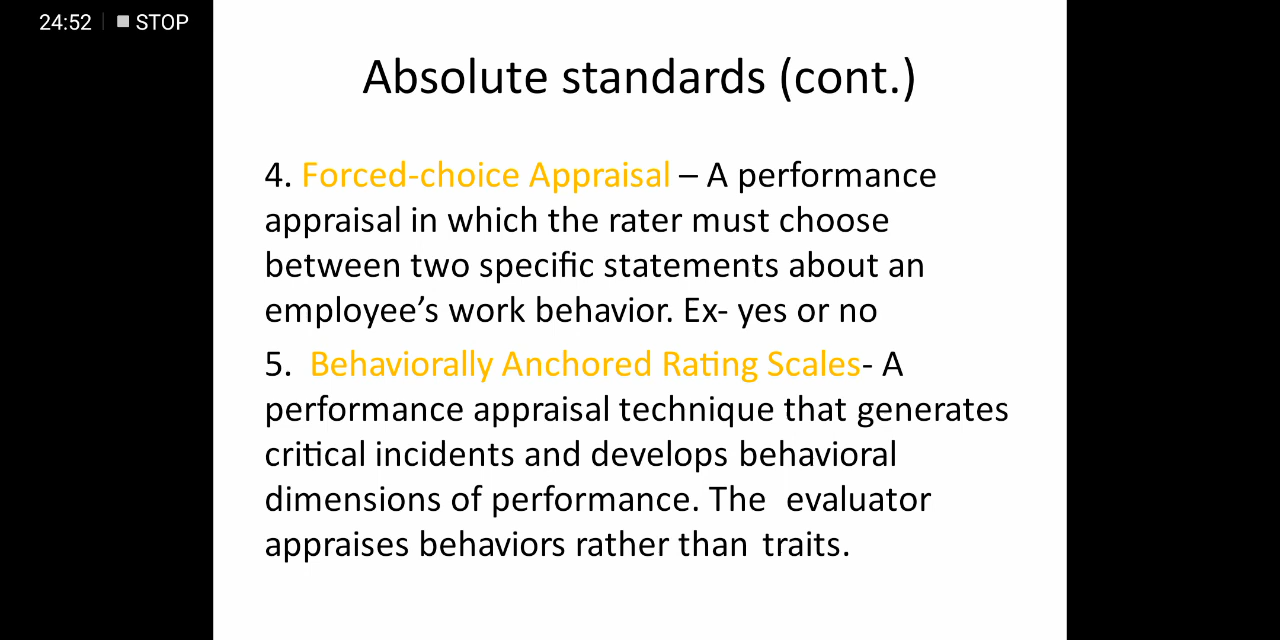 24:52 STOP
Absolute standards (cont.)
4. Forced-choice Appraisal – A performance
appraisal in which the rater must choose
between two specific statements about an
employee’s work behavior. Ex- yes or no
5. Behaviorally Anchored Rating Scales- A
performance appraisal technique that generates
critical incidents and develops behavioral
dimensions of performance. The evaluator
appraises behaviors rather than traits.